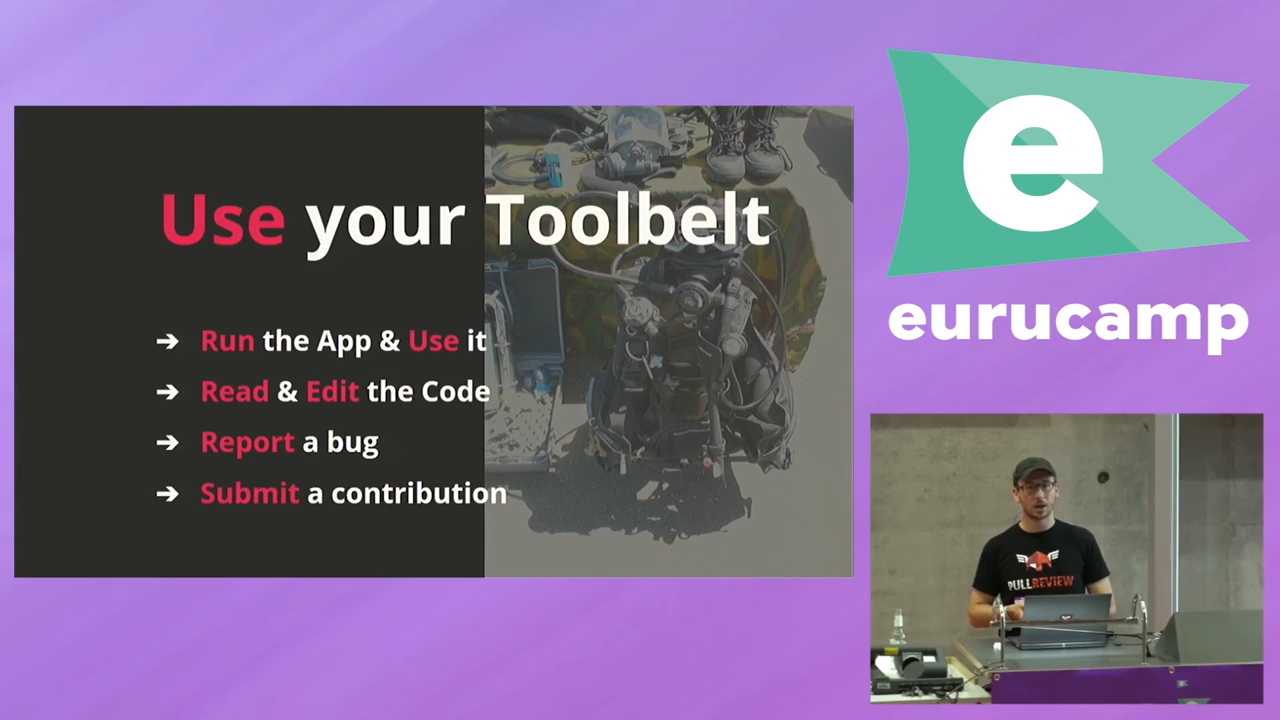 Use your Toolbelt
➔ Run the App & Use it
➔ Read & Edit the Code
➔ Report a bug
➔ Submit a contribution
e
eurucamp
PULLREVIEW